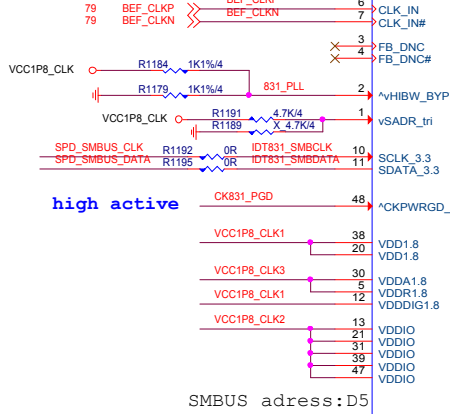 79 BEF_CLKP BEF_CLKP 6 CLK_IN
79 BEF_CLKN BEF_CLKN 7 CLK_IN#
3 FB_DNC
4 FB_DNC#
VCC1P8_CLK R1184 1K1%/4
R1179 1K1%/4 831_PLL 2 ^vHIBW_BYP
VCC1P8_CLK R1191 4.7K/4 1 vSADR_tri
R1189 X_4.7K/4
SPD_SMBUS_CLK R1192 0R IDT831_SMBCLK 10 SCLK_3.3
SPD_SMBUS_DATA R1195 0R IDT831_SMBDATA 11 SDATA_3.3
high active CK831_PGD 48 ^CKPWRGD_
VCC1P8_CLK1 38 VDD1.8
20 VDD1.8
VCC1P8_CLK3 30 VDDA1.8
5 VDDR1.8
VCC1P8_CLK1 12 VDDDIG1.8
VCC1P8_CLK2 13 VDDIO
21 VDDIO
31 VDDIO
39 VDDIO
47 VDDIO
SMBUS adress:D5